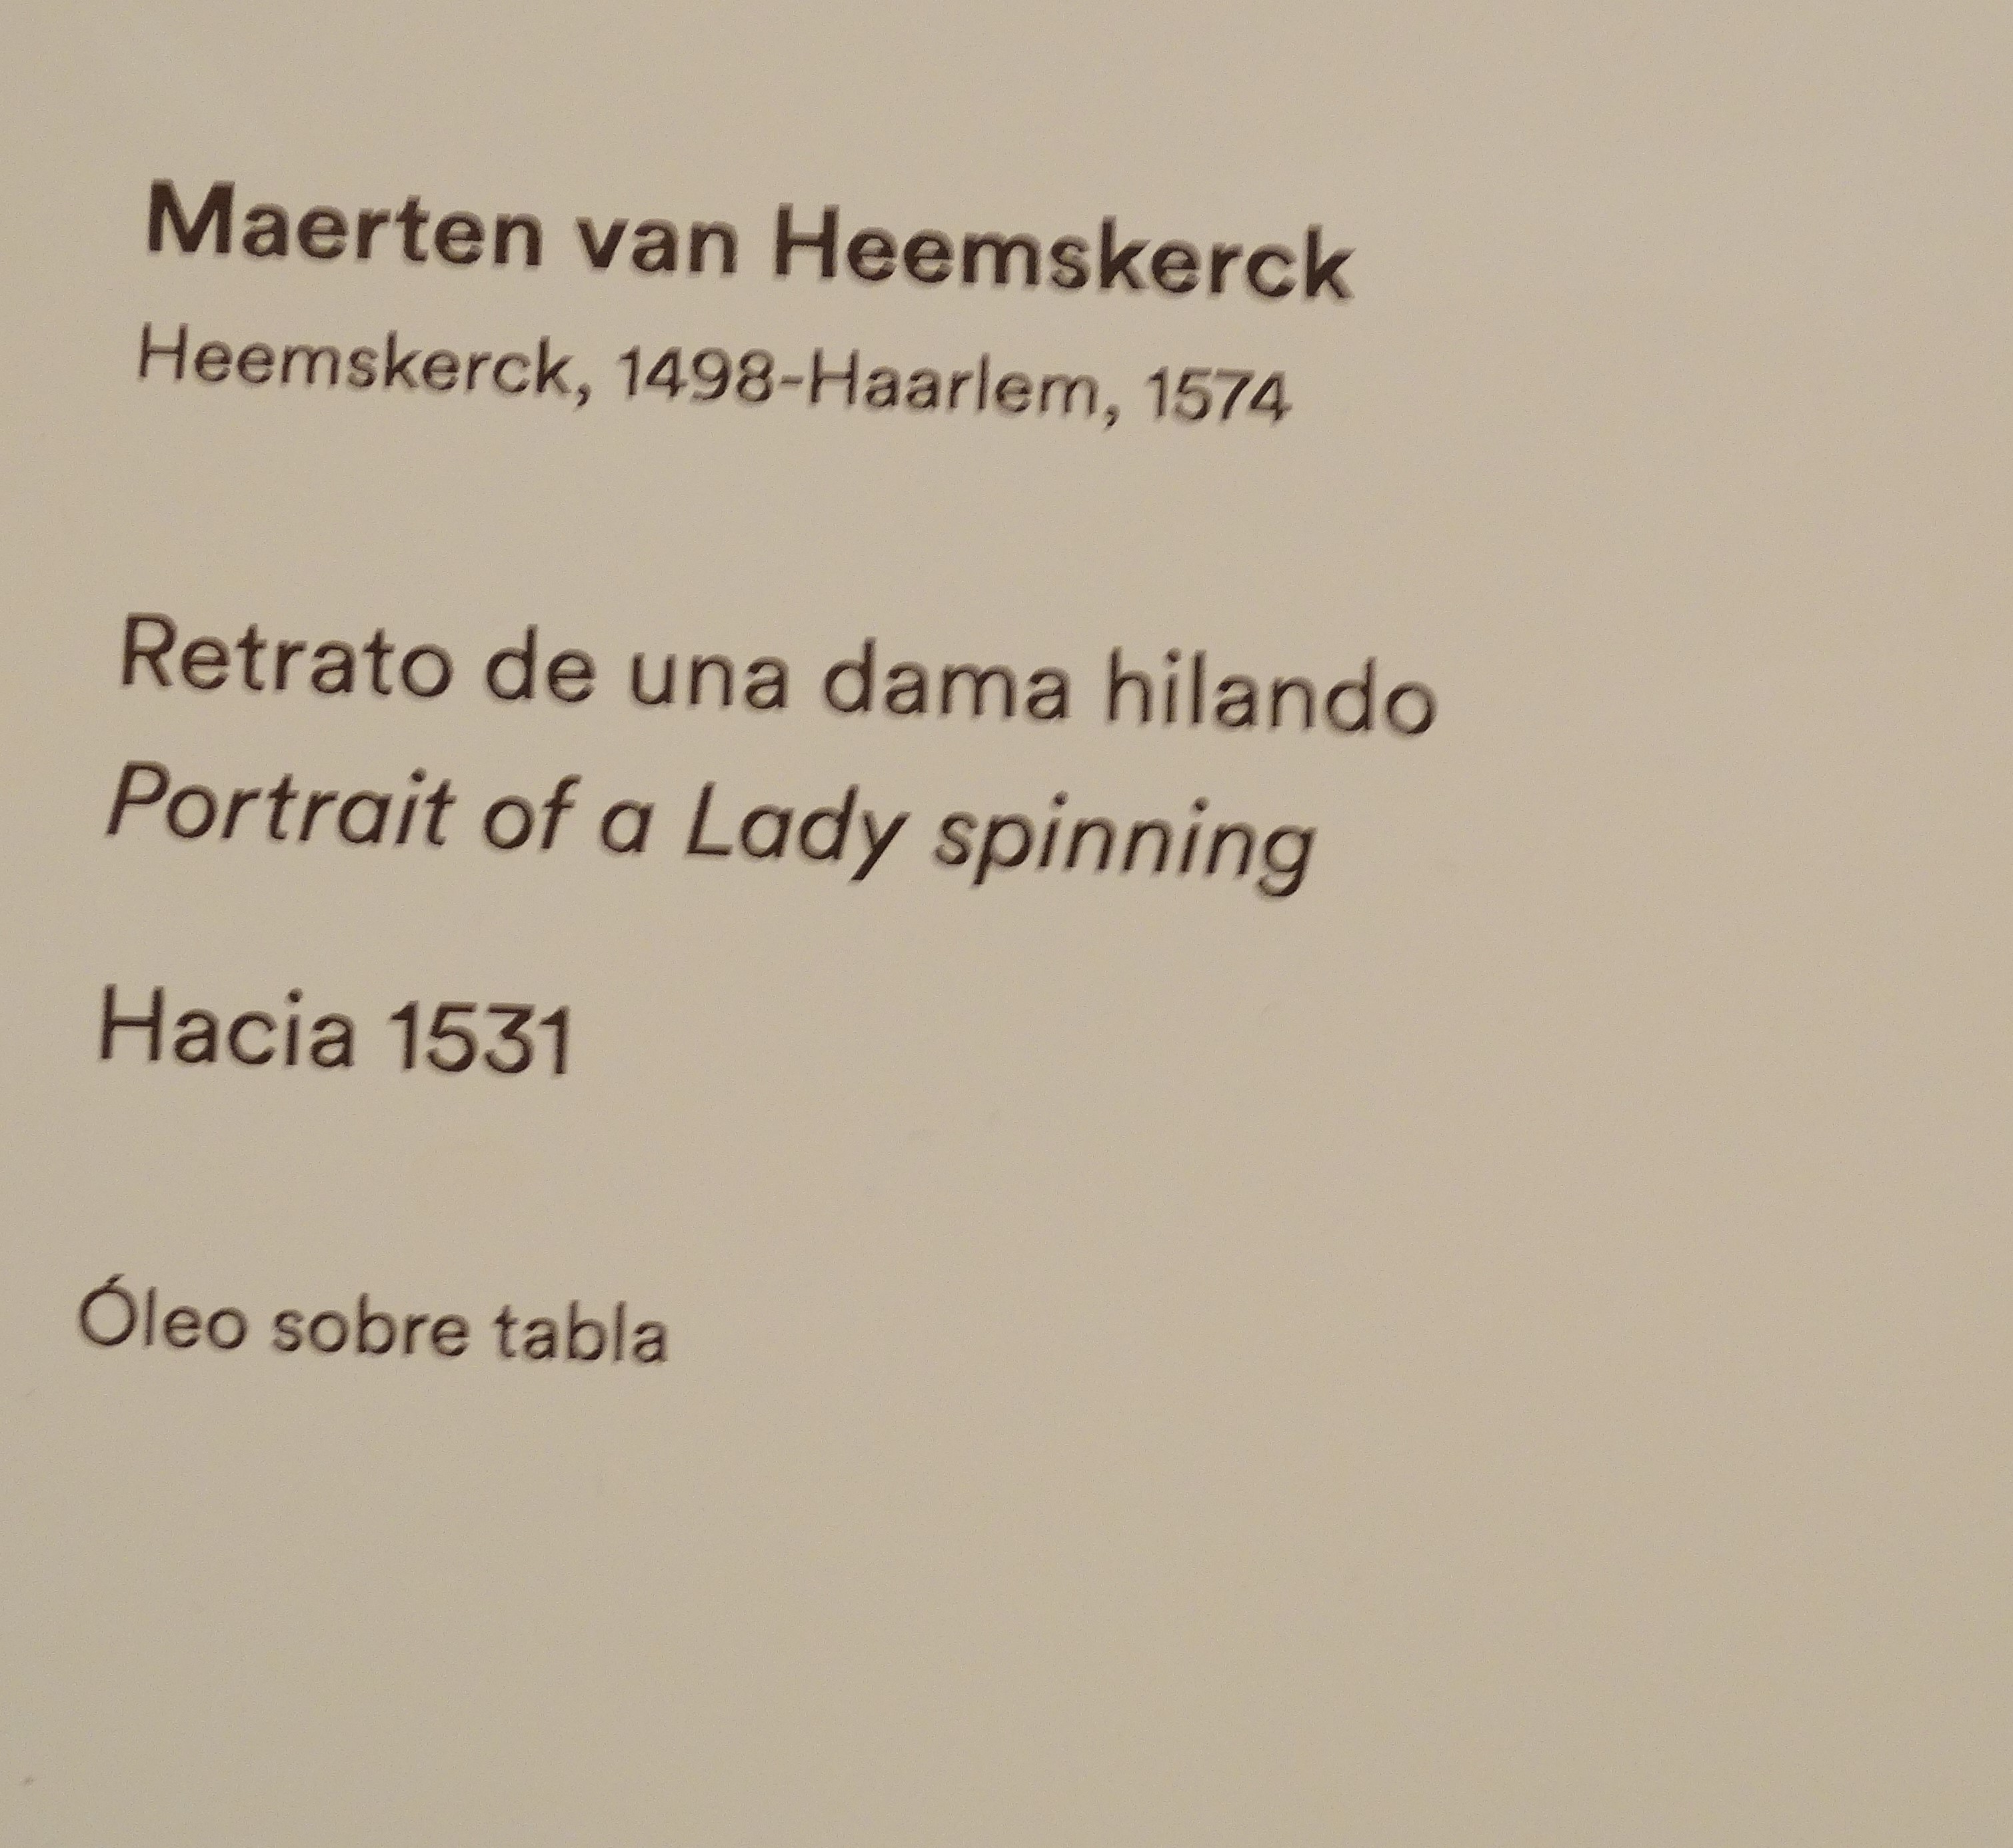 Maerten van Heemskerck
Heemskerck, 1498-Haarlem, 1574
Retrato de una dama hilando
Portrait of a Lady spinning
Hacia 1531
Óleo sobre tabla